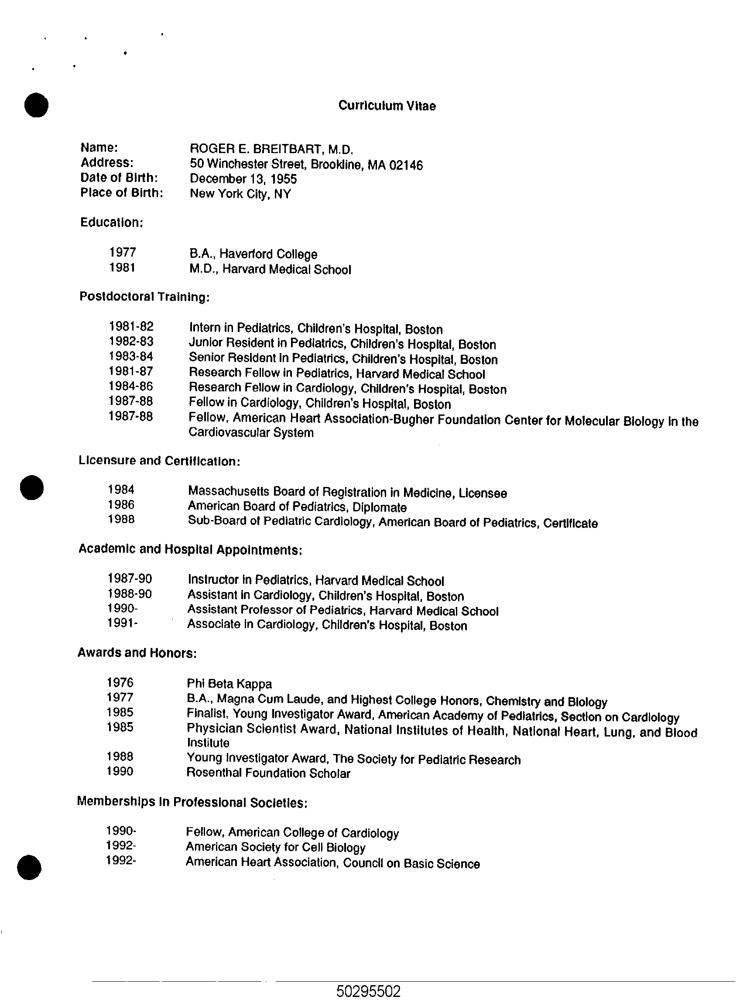 Curriculum Vitae
Name: ROGER E. BREITBART, M.D.
Address: 50 Winchester Street, Brookline, MA 02146
Date of Birth: December 13, 1955
Place of Birth: New York City, NY
Education:
1977 B.A., Haverford College
1981 M.D., Harvard Medical School
Postdoctoral Training:
1981-82 Intern in Pediatrics, Children's Hospital, Boston
1982-83 Junior Resident in Pediatrics, Children's Hospital, Boston
1983-84 Senior Resident in Pediatrics, Children's Hospital, Boston
1981-87 Research Fellow in Pediatrics, Harvard Medical School
1984-86 Research Fellow in Cardiology, Children's Hospital, Boston
1987-88 Fellow in Cardiology, Children's Hospital, Boston
1987-88 Fellow, American Heart Association-Bugher Foundation Center for Molecular Biology in the
Cardiovascular System
Licensure and Certification:
1984 Massachusetts Board of Registration in Medicine, Licensee
1986 American Board of Pediatrics, Diplomate
1988 Sub-Board of Pediatric Cardiology, American Board of Pediatrics, Certificate
Academic and Hospital Appointments:
1987-90 Instructor in Pediatrics, Harvard Medical School
1988-90 Assistant in Cardiology, Children's Hospital, Boston
1990- Assistant Professor of Pediatrics, Harvard Medical School
1991- Associate in Cardiology, Children's Hospital, Boston
Awards and Honors:
1976 Phi Beta Kappa
1977 B.A., Magna Cum Laude, and Highest College Honors, Chemistry and Biology
1985 Finalist, Young Investigator Award, American Academy of Pediatrics, Section on Cardiology
1985 Physician Scientist Award, National Institutes of Health, National Heart, Lung, and Blood
Institute
1988 Young Investigator Award, The Society for Pediatric Research
1990 Rosenthal Foundation Scholar
Memberships in Professional Societies:
1990- Fellow, American College of Cardiology
1992- American Society for Cell Biology
1992- American Heart Association, Council on Basic Science
50295502